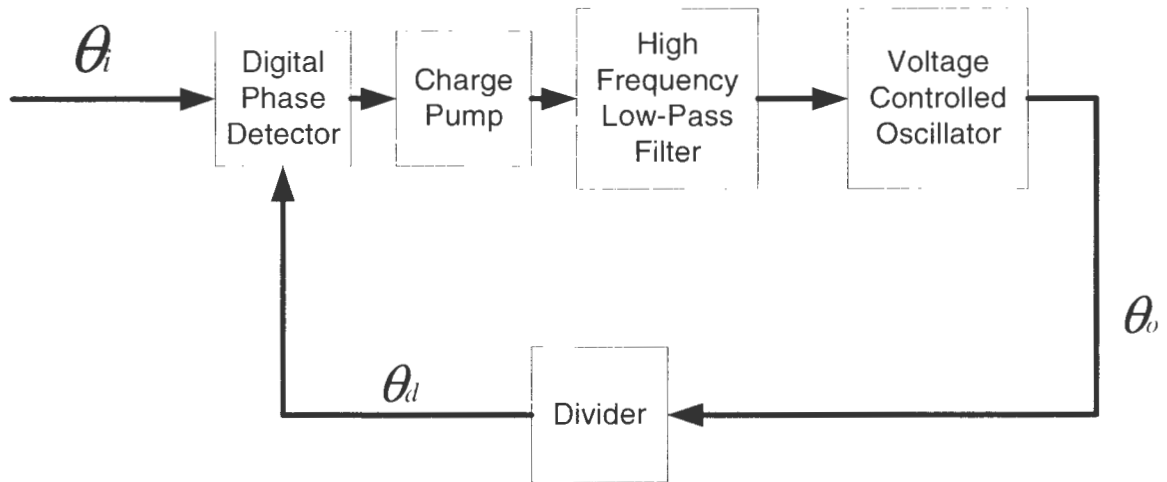 θi
Digital
Phase
Detector
Charge
Pump
High
Frequency
Low-Pass
Filter
Voltage
Controlled
Oscillator
θo
θd
Divider